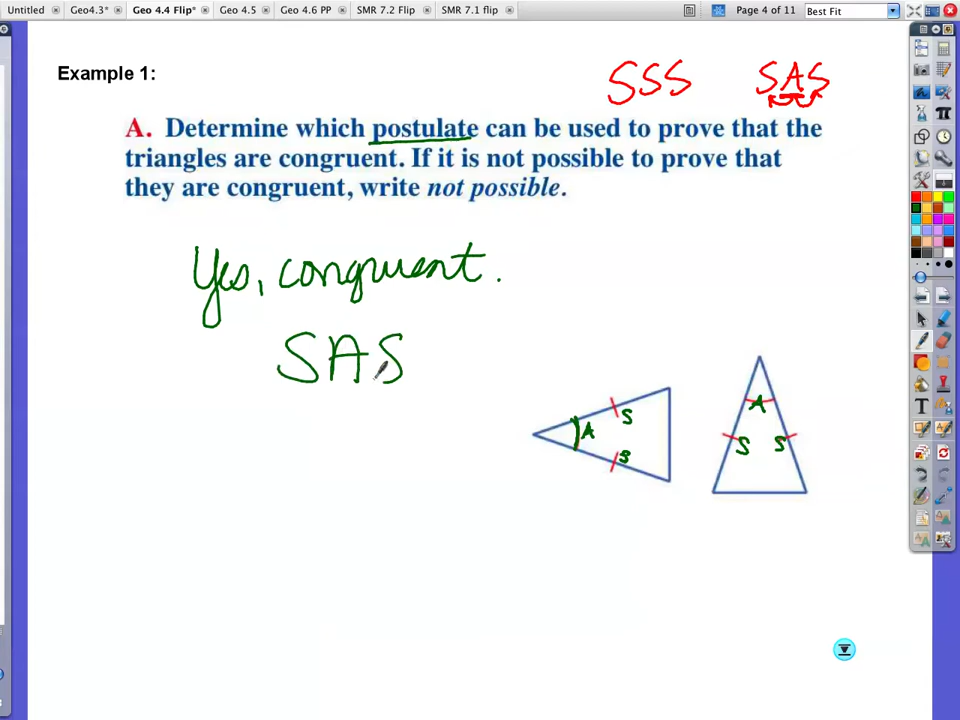 Untitled Geo4.3* Geo 4.4 Flip* Geo 4.5 Geo 4.6 PP SMR 7.2 Flip SMR 7.1 flip Page 4 of 11 Best Fit
Example 1:
SSS SAS
A. Determine which postulate can be used to prove that the
triangles are congruent. If it is not possible to prove that
they are congruent, write not possible.
Yes, congruent.
SAS
A S S
A S S